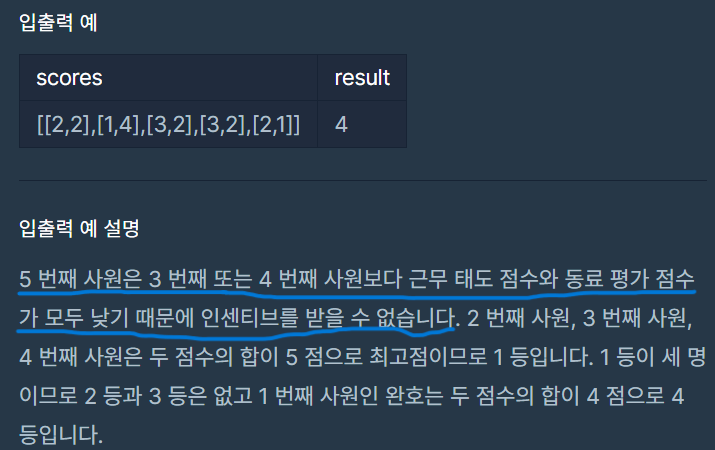 입출력 예
scores result
[[2,2],[1,4],[3,2],[3,2],[2,1]] 4
입출력 예 설명
5 번째 사원은 3 번째 또는 4 번째 사원보다 근무 태도 점수와 동료 평가 점수
가 모두 낮기 때문에 인센티브를 받을 수 없습니다. 2 번째 사원, 3 번째 사원,
4 번째 사원은 두 점수의 합이 5 점으로 최고점이므로 1 등입니다. 1 등이 세 명
이므로 2 등과 3 등은 없고 1 번째 사원인 완호는 두 점수의 합이 4 점으로 4
등입니다.